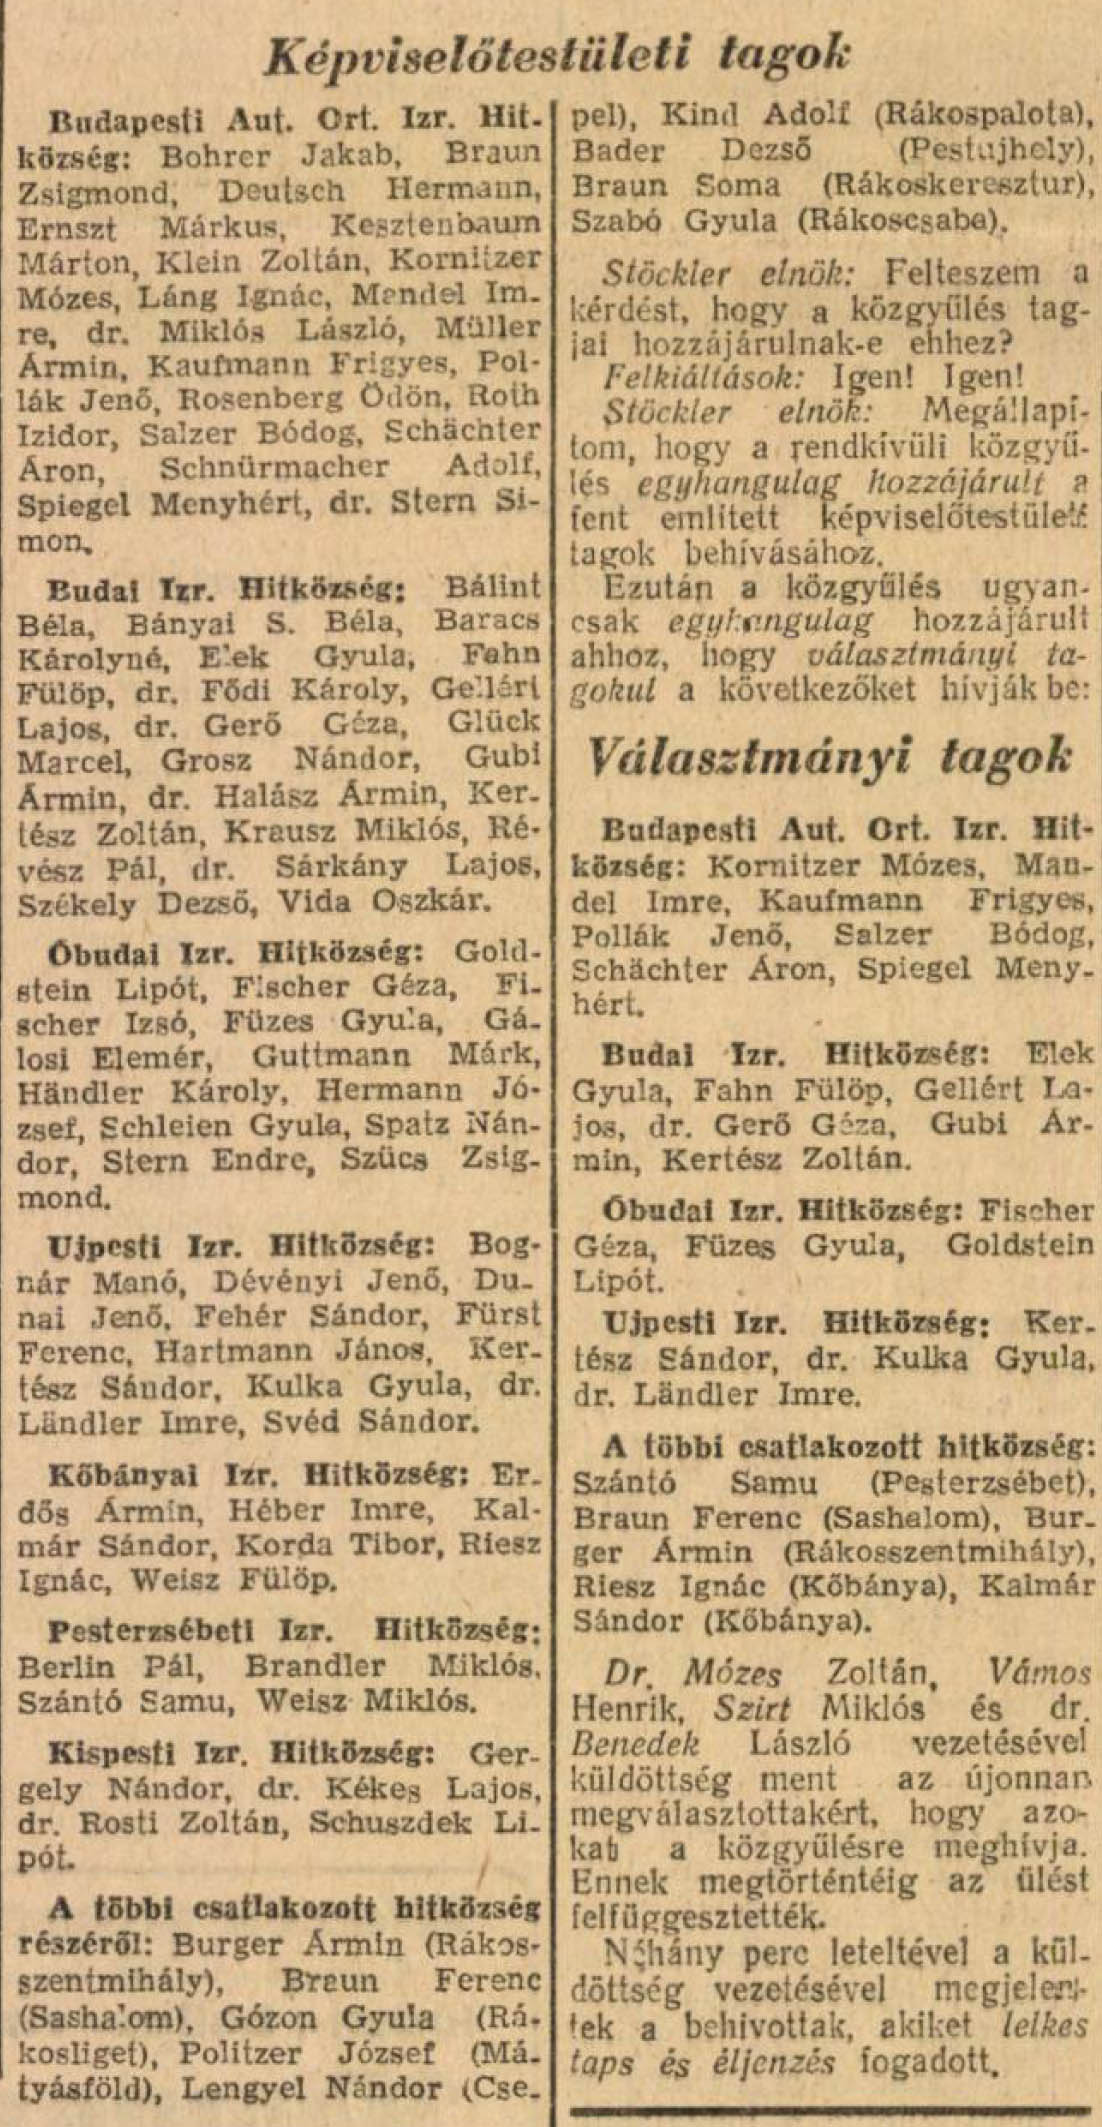 Képviselőtestületi tagok
Budapesti Aut. Ort. Izr. Hit-
község: Bohrer Jakab, Braun
Zsigmond, Deutsch Hermann,
Ernszt Márkus, Kesztenbaum
Márton, Klein Zoltán, Kornitzer
Mózes, Láng Ignác, Mendel Im-
re, dr. Miklós László, Müller
Ármin, Kaufmann Frigyes, Pol-
lák Jenő, Rosenberg Ödön, Roth
Izidor, Salzer Bódog, Schächter
Áron, Schnürmacher Adolf,
Spiegel Menyhért, dr. Stern Si-
mon.
Budai Izr. Hitközség: Bálint
Béla, Bányai S. Béla, Baracs
Károlyné, Elek Gyula, Fahn
Fülöp, dr. Fődi Károly, Gellért
Lajos, dr. Gerő Géza, Glück
Marcel, Grosz Nándor, Gubi
Ármin, dr. Halász Ármin, Ker-
tész Zoltán, Krausz Miklós, Ré-
vész Pál, dr. Sárkány Lajos,
Székely Dezső, Vida Oszkár.
Óbudai Izr. Hitközség: Gold-
stein Lipót, Fischer Géza, Fi-
scher Izsó, Füzes Gyula, Gá-
losi Elemér, Guttmann Márk,
Händler Károly, Hermann Jó-
zsef, Schleien Gyula, Spatz Nán-
dor, Stern Endre, Szücs Zsig-
mond.
Ujpesti Izr. Hitközség: Bog-
nár Manó, Dévényi Jenő, Du-
nai Jenő, Fehér Sándor, Fürst
Ferenc, Hartmann János, Ker-
tész Sándor, Kulka Gyula, dr.
Ländler Imre, Svéd Sándor.
Kőbányai Izr. Hitközség: Er-
dős Ármin, Héber Imre, Kal-
már Sándor, Korda Tibor, Riesz
Ignác, Weisz Fülöp.
Pesterzsébeti Izr. Hitközség:
Berlin Pál, Brandler Miklós,
Szántó Samu, Weisz Miklós.
Kispesti Izr. Hitközség: Ger-
gely Nándor, dr. Kékes Lajos,
dr. Rosti Zoltán, Schuszdek Li-
pót.
A többi csatlakozott hitközség
részéről: Burger Ármin (Rákos-
szentmihály), Braun Ferenc
(Sashalom), Gózon Gyula (Rá-
kosliget), Politzer József (Má-
tyásföld), Lengyel Nándor (Cse-
pel), Kind Adolf (Rákospalota),
Bader Dezső (Pestujhely),
Braun Soma (Rákoskeresztur),
Szabó Gyula (Rákoscsaba).
Stöckler elnök: Felteszem a
kérdést, hogy a közgyűlés tag-
jai hozzájárulnak-e ehhez?
Felkiáltások: Igen! Igen!
Stöckler elnök: Megállapí-
tom, hogy a rendkívüli közgyű-
lés egyhangulag hozzájárult a
fent említett képviselőtestületi
tagok behívásához.
Ezután a közgyűlés ugyan-
csak egyhangulag hozzájárult
ahhoz, hogy választmányi ta-
gokul a következőket hívják be:
Választmányi tagok
Budapesti Aut. Ort. Izr. Hit-
község: Kornitzer Mózes, Man-
del Imre, Kaufmann Frigyes,
Pollák Jenő, Salzer Bódog,
Schächter Áron, Spiegel Meny-
hért.
Budai Izr. Hitközség: Elek
Gyula, Fahn Fülöp, Gellért La-
jos, dr. Gerő Géza, Gubi Ár-
min, Kertész Zoltán.
Óbudai Izr. Hitközség: Fischer
Géza, Füzes Gyula, Goldstein
Lipót.
Ujpesti Izr. Hitközség: Ker-
tész Sándor, dr. Kulka Gyula,
dr. Ländler Imre.
A többi csatlakozott hitközség:
Szántó Samu (Pesterzsébet),
Braun Ferenc (Sashalom), Bur-
ger Ármin (Rákosszentmihály),
Riesz Ignác (Kőbánya), Kalmár
Sándor (Kőbánya).
Dr. Mózes Zoltán, Vámos
Henrik, Szirt Miklós és dr.
Benedek László vezetésével
küldöttség ment az újonnan
megválasztottakért, hogy azo-
kat a közgyűlésre meghívja.
Ennek megtörténtéig az ülést
felfüggesztették.
Néhány perc leteltével a kül-
döttség vezetésével megjelen-
tek a behivottak, akiket lelkes
taps és éljenzés fogadott.